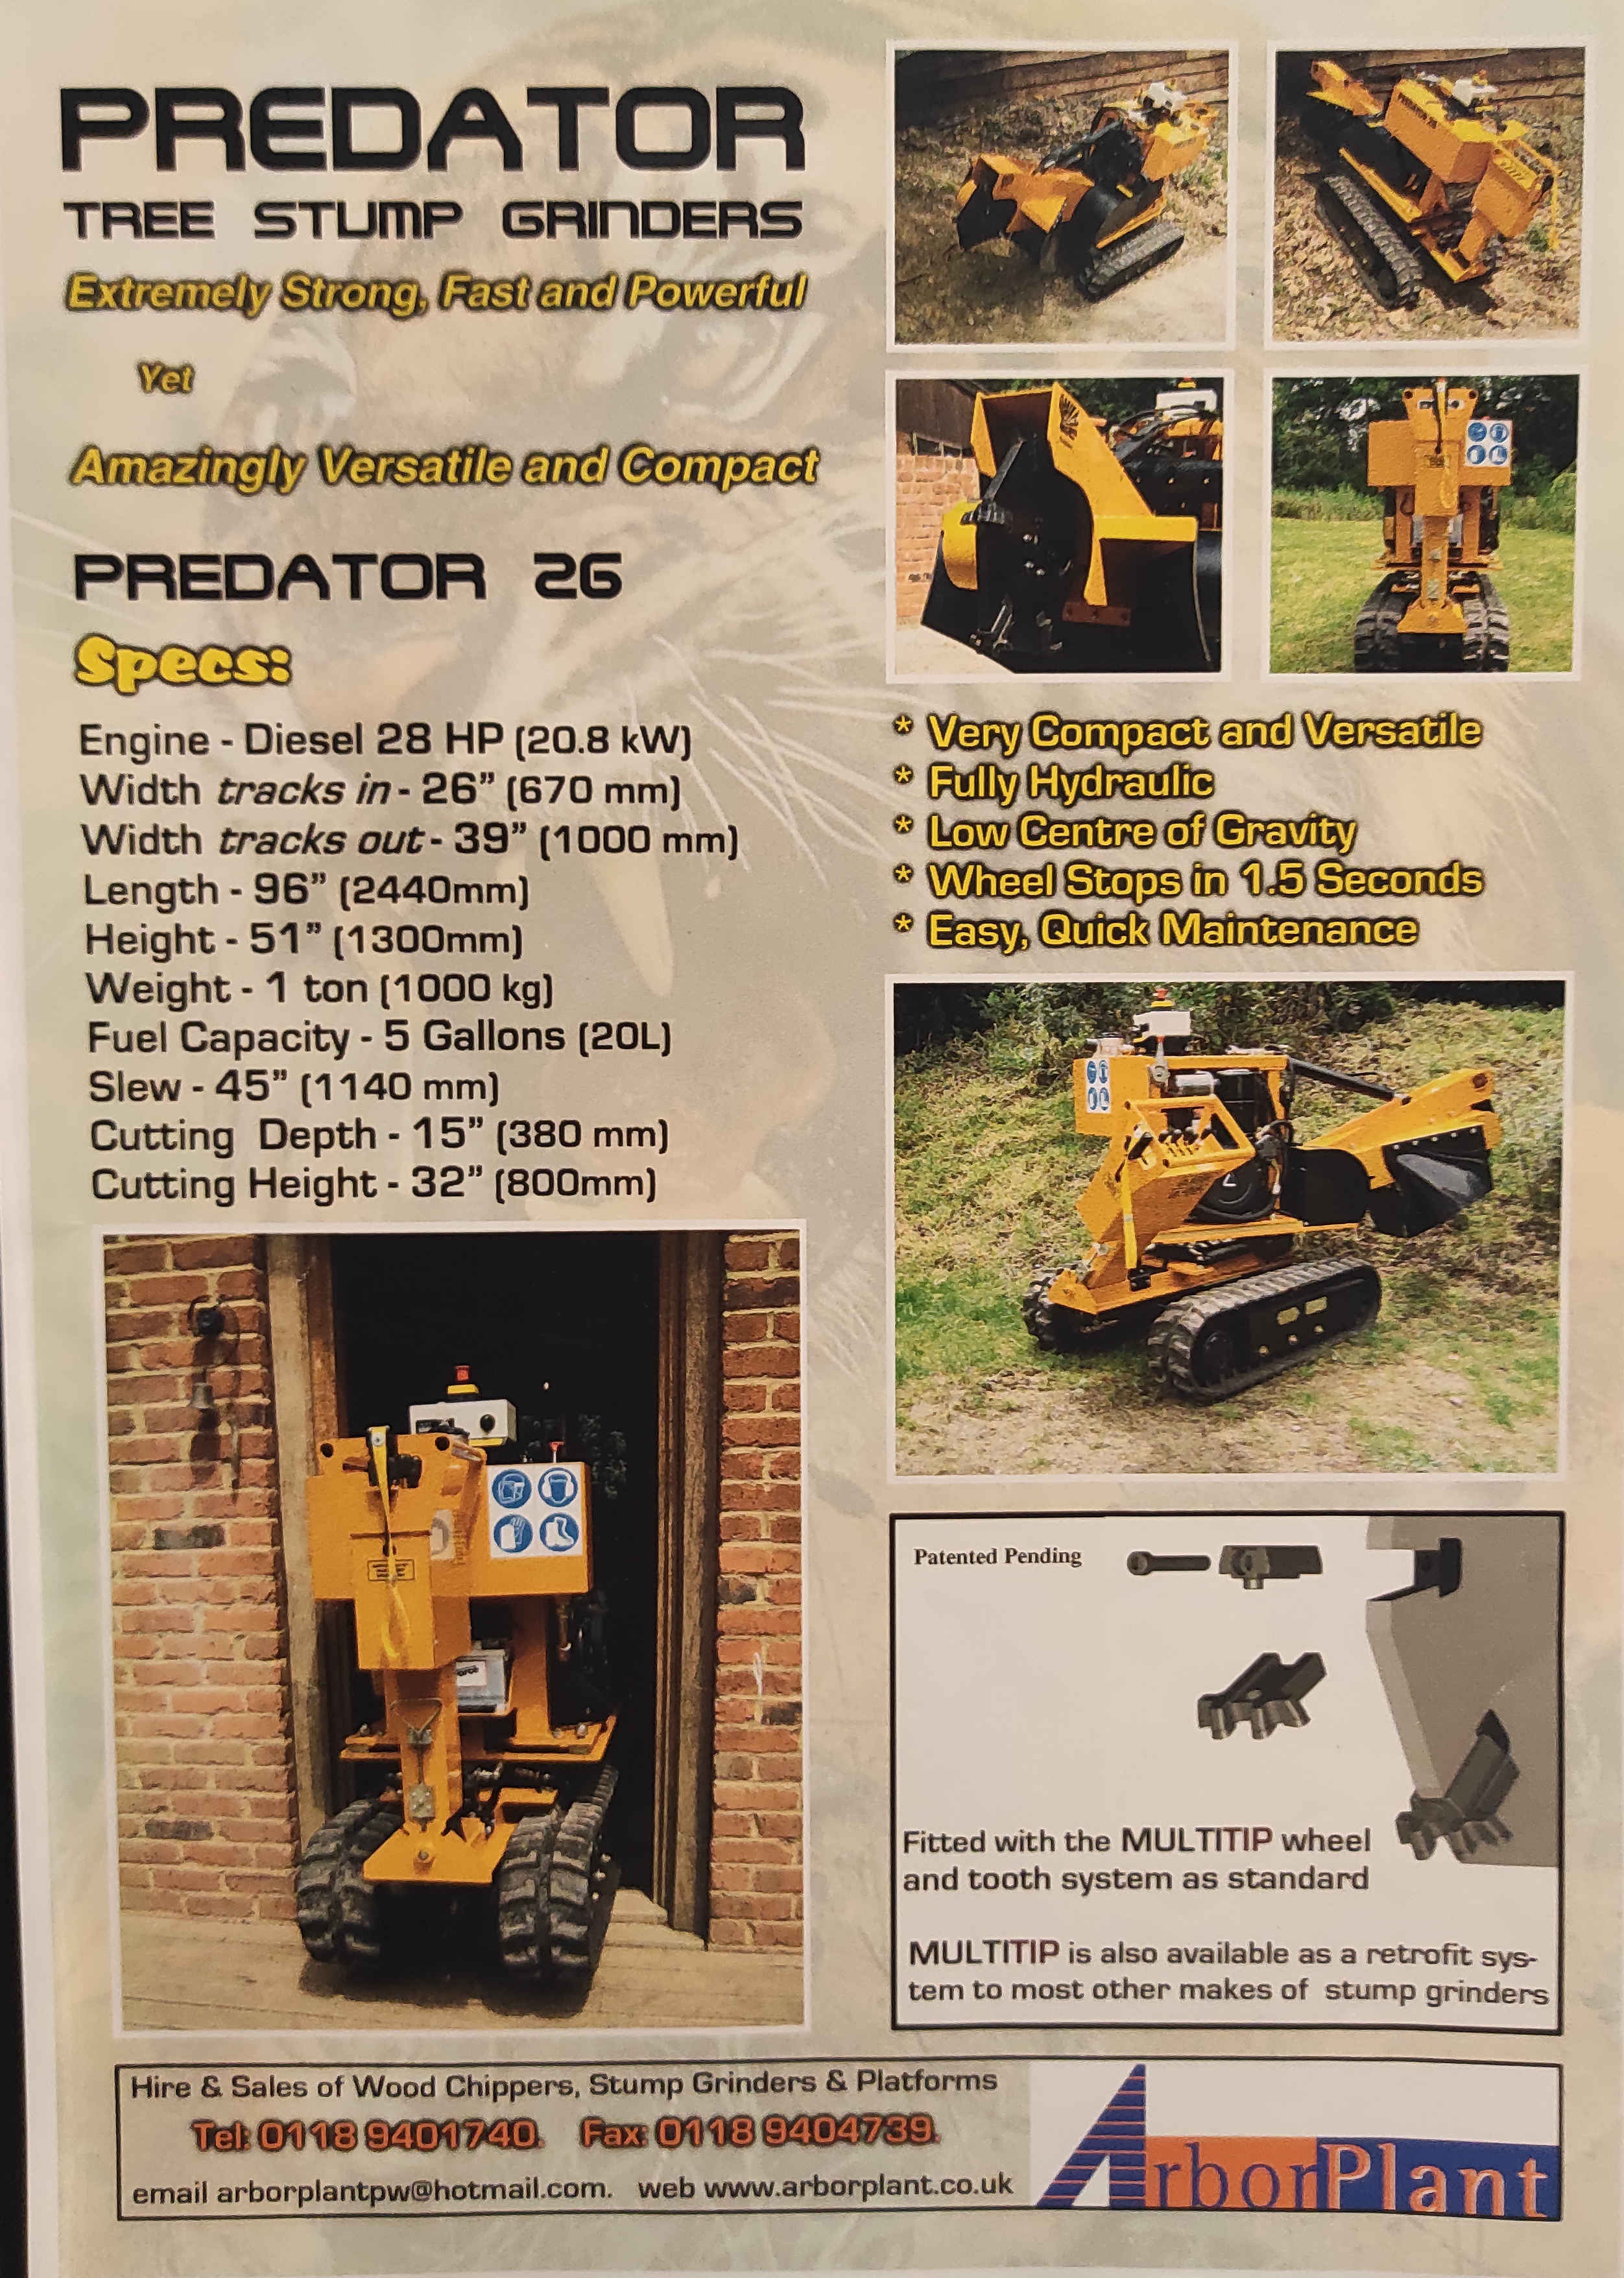 PREDATOR
TREE STUMP GRINDERS
Extremely Strong, Fast and Powerful
Yet
Amazingly Versatile and Compact
PREDATOR 26
Specs:
Engine - Diesel 28 HP (20.8 kW)
Width tracks in - 26” (670 mm)
Width tracks out - 39” (1000 mm)
Length - 96” (2440mm)
Height - 51” (1300mm)
Weight - 1 ton (1000 kg)
Fuel Capacity - 5 Gallons (20L)
Slew - 45” (1140 mm)
Cutting Depth - 15” (380 mm)
Cutting Height - 32” (800mm)
* Very Compact and Versatile
* Fully Hydraulic
* Low Centre of Gravity
* Wheel Stops in 1.5 Seconds
* Easy, Quick Maintenance
Patented Pending
Fitted with the MULTITIP wheel
and tooth system as standard
MULTITIP is also available as a retrofit sys-
tem to most other makes of stump grinders
Hire & Sales of Wood Chippers, Stump Grinders & Platforms
Tel: 0118 9401740. Fax: 0118 9404739.
email arborplantpw@hotmail.com. web www.arborplant.co.uk
ArborPlant